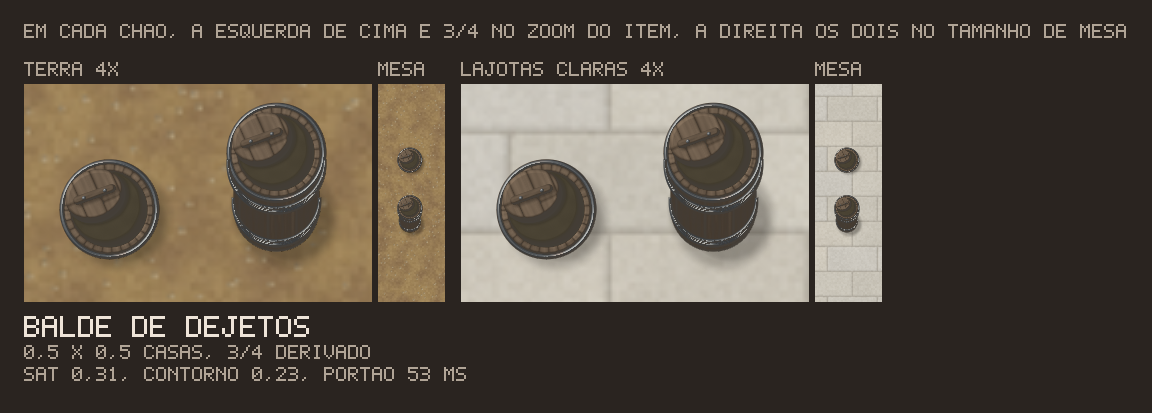 EM CADA CHAO, A ESQUERDA DE CIMA E 3/4 NO ZOOM DO ITEM, A DIREITA OS DOIS NO TAMANHO DE MESA
TERRA 4X MESA LAJOTAS CLARAS 4X MESA
BALDE DE DEJETOS
0,5 X 0,5 CASAS, 3/4 DERIVADO
SAT 0,31, CONTORNO 0,23, PORTAO 53 MS